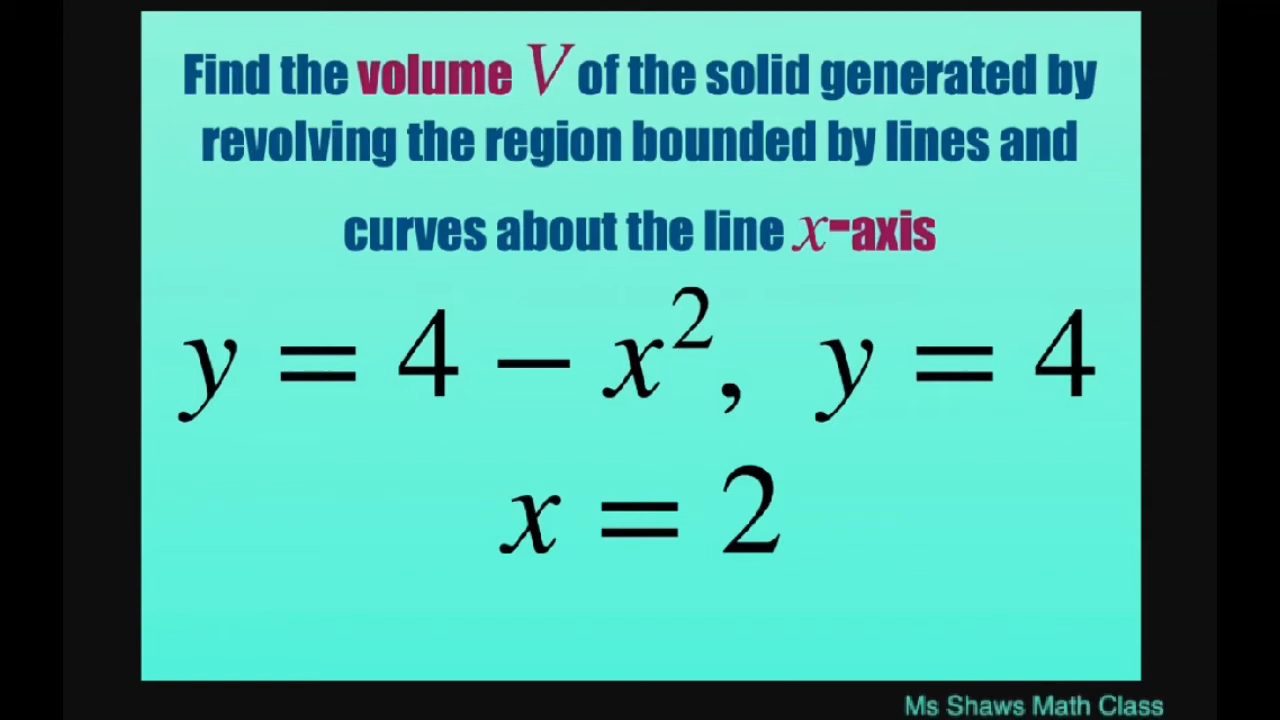 Find the volume V of the solid generated by
revolving the region bounded by lines and
curves about the line x-axis
y = 4 − x², y = 4
x = 2
Ms Shaws Math Class